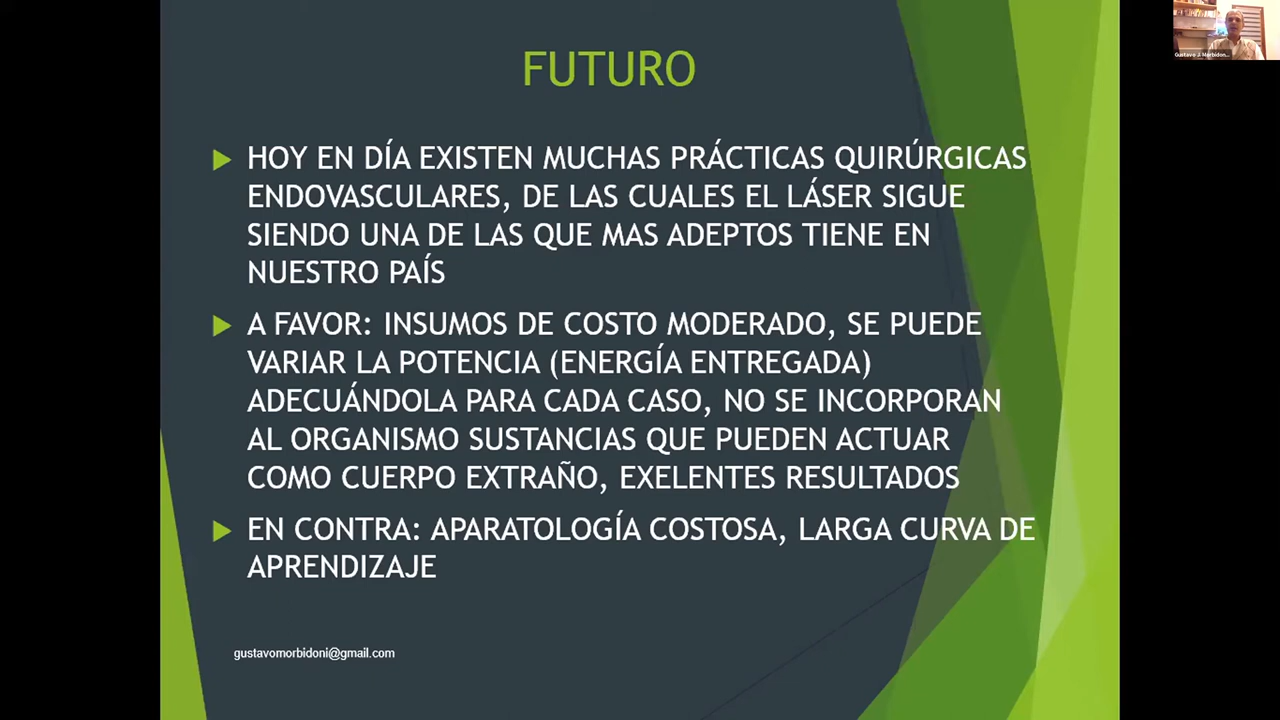 FUTURO
HOY EN DÍA EXISTEN MUCHAS PRÁCTICAS QUIRÚRGICAS
ENDOVASCULARES, DE LAS CUALES EL LÁSER SIGUE
SIENDO UNA DE LAS QUE MAS ADEPTOS TIENE EN
NUESTRO PAÍS
A FAVOR: INSUMOS DE COSTO MODERADO, SE PUEDE
VARIAR LA POTENCIA (ENERGÍA ENTREGADA)
ADECUÁNDOLA PARA CADA CASO, NO SE INCORPORAN
AL ORGANISMO SUSTANCIAS QUE PUEDEN ACTUAR
COMO CUERPO EXTRAÑO, EXELENTES RESULTADOS
EN CONTRA: APARATOLOGÍA COSTOSA, LARGA CURVA DE
APRENDIZAJE
gustavomorbidoni@gmail.com
Gustavo J. Morbidon...